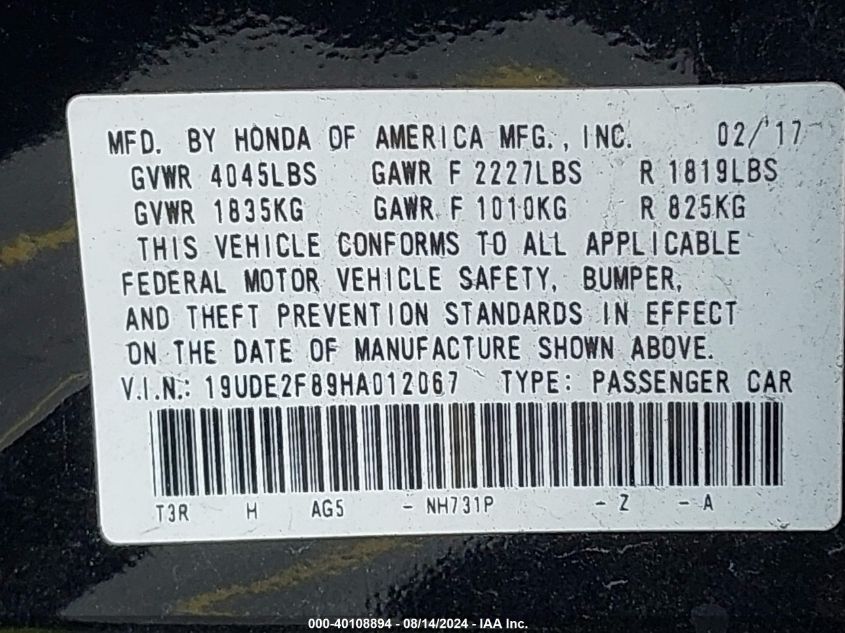 MFD. BY HONDA OF AMERICA MFG., INC. 02/'17
GVWR 4045LBS GAWR F 2227LBS R 1819LBS
GVWR 1835KG GAWR F 1010KG R 825KG
THIS VEHICLE CONFORMS TO ALL APPLICABLE
FEDERAL MOTOR VEHICLE SAFETY, BUMPER,
AND THEFT PREVENTION STANDARDS IN EFFECT
ON THE DATE OF MANUFACTURE SHOWN ABOVE.
V.I.N.: 19UDE2F89HA012067 TYPE: PASSENGER CAR
T3R H AG5 - NH731P - Z - A
000-40108894 - 08/14/2024 - IAA Inc.